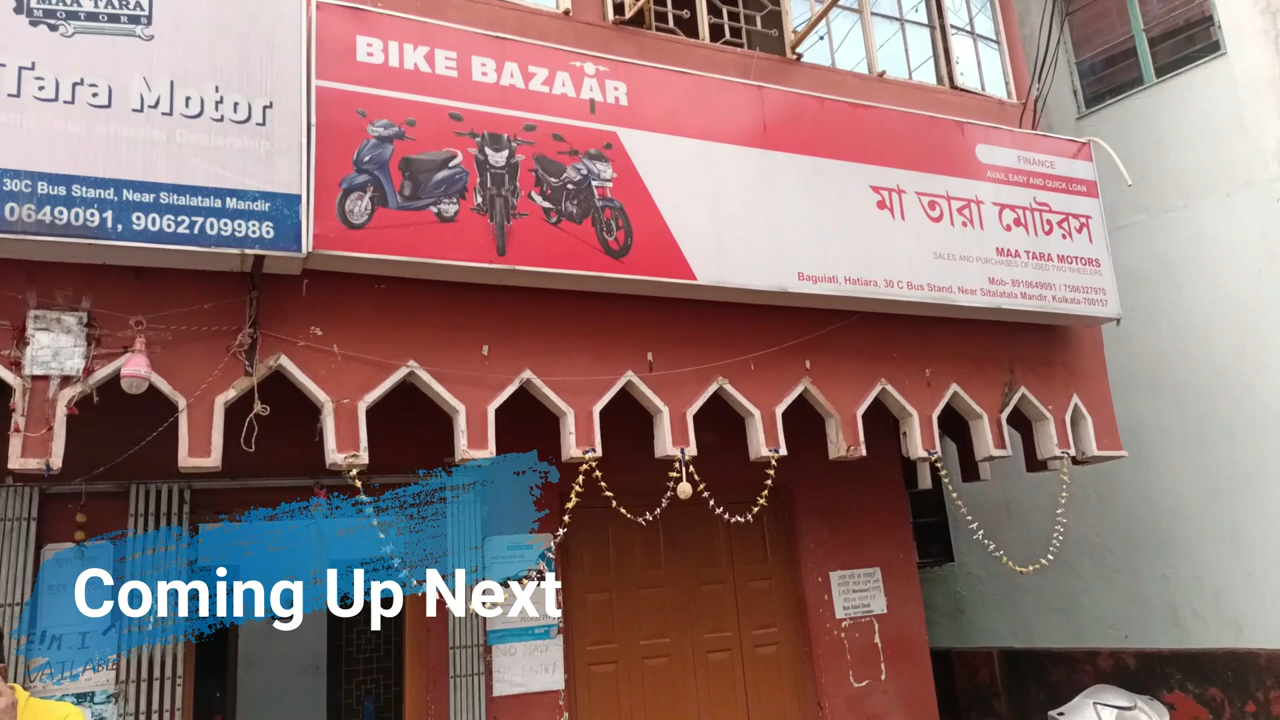 MAA TARA
MOTORS
Tara Motor
30C Bus Stand, Near Sitalatala Mandir
0649091, 9062709986
BIKE BAZAAR
FINANCE
AVAIL EASY AND QUICK LOAN
মা তারা মোটরস
MAA TARA MOTORS
SALES AND PURCHASES OF USED TWO WHEELERS
Mob- 8910649091 / 7506327970
Baguiati, Hatiara, 30 C Bus Stand, Near Sitalatala Mandir, Kolkata-700157
Coming Up Next
E.M.I
NO MASK
NO ENTRY